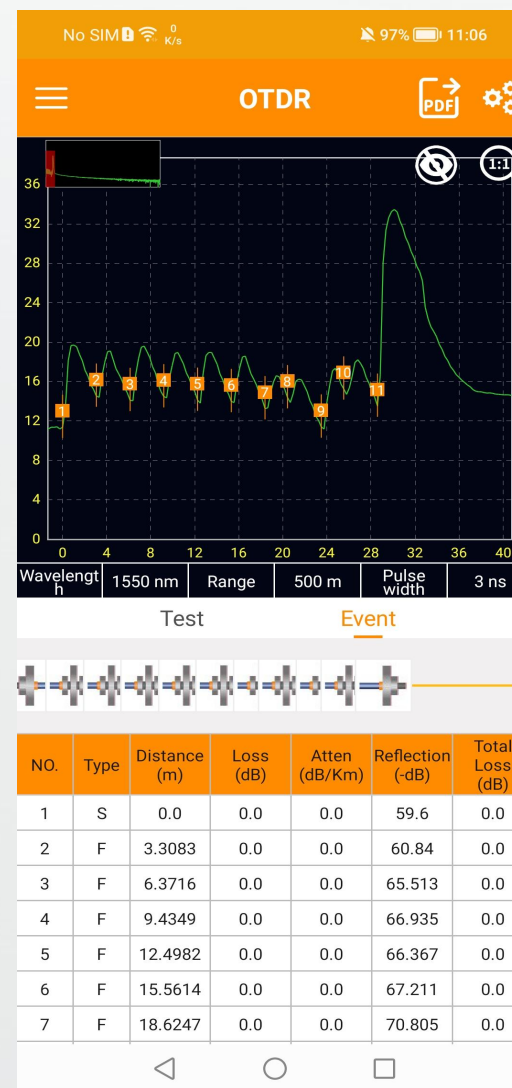 No SIM 0 K/s 97% 11:06
OTDR PDF
1:1
36
32
28
24
20
16
12
8
4
0
1 2 3 4 5 6 7 8 9 10 11
0 4 8 12 16 20 24 28 32 36 40
Wavelength 1550 nm Range 500 m Pulse width 3 ns
Test Event
NO. Type Distance (m) Loss (dB) Atten (dB/Km) Reflection (-dB) Total Loss (dB)
1 S 0.0 0.0 0.0 59.6 0.0
2 F 3.3083 0.0 0.0 60.84 0.0
3 F 6.3716 0.0 0.0 65.513 0.0
4 F 9.4349 0.0 0.0 66.935 0.0
5 F 12.4982 0.0 0.0 66.367 0.0
6 F 15.5614 0.0 0.0 67.211 0.0
7 F 18.6247 0.0 0.0 70.805 0.0